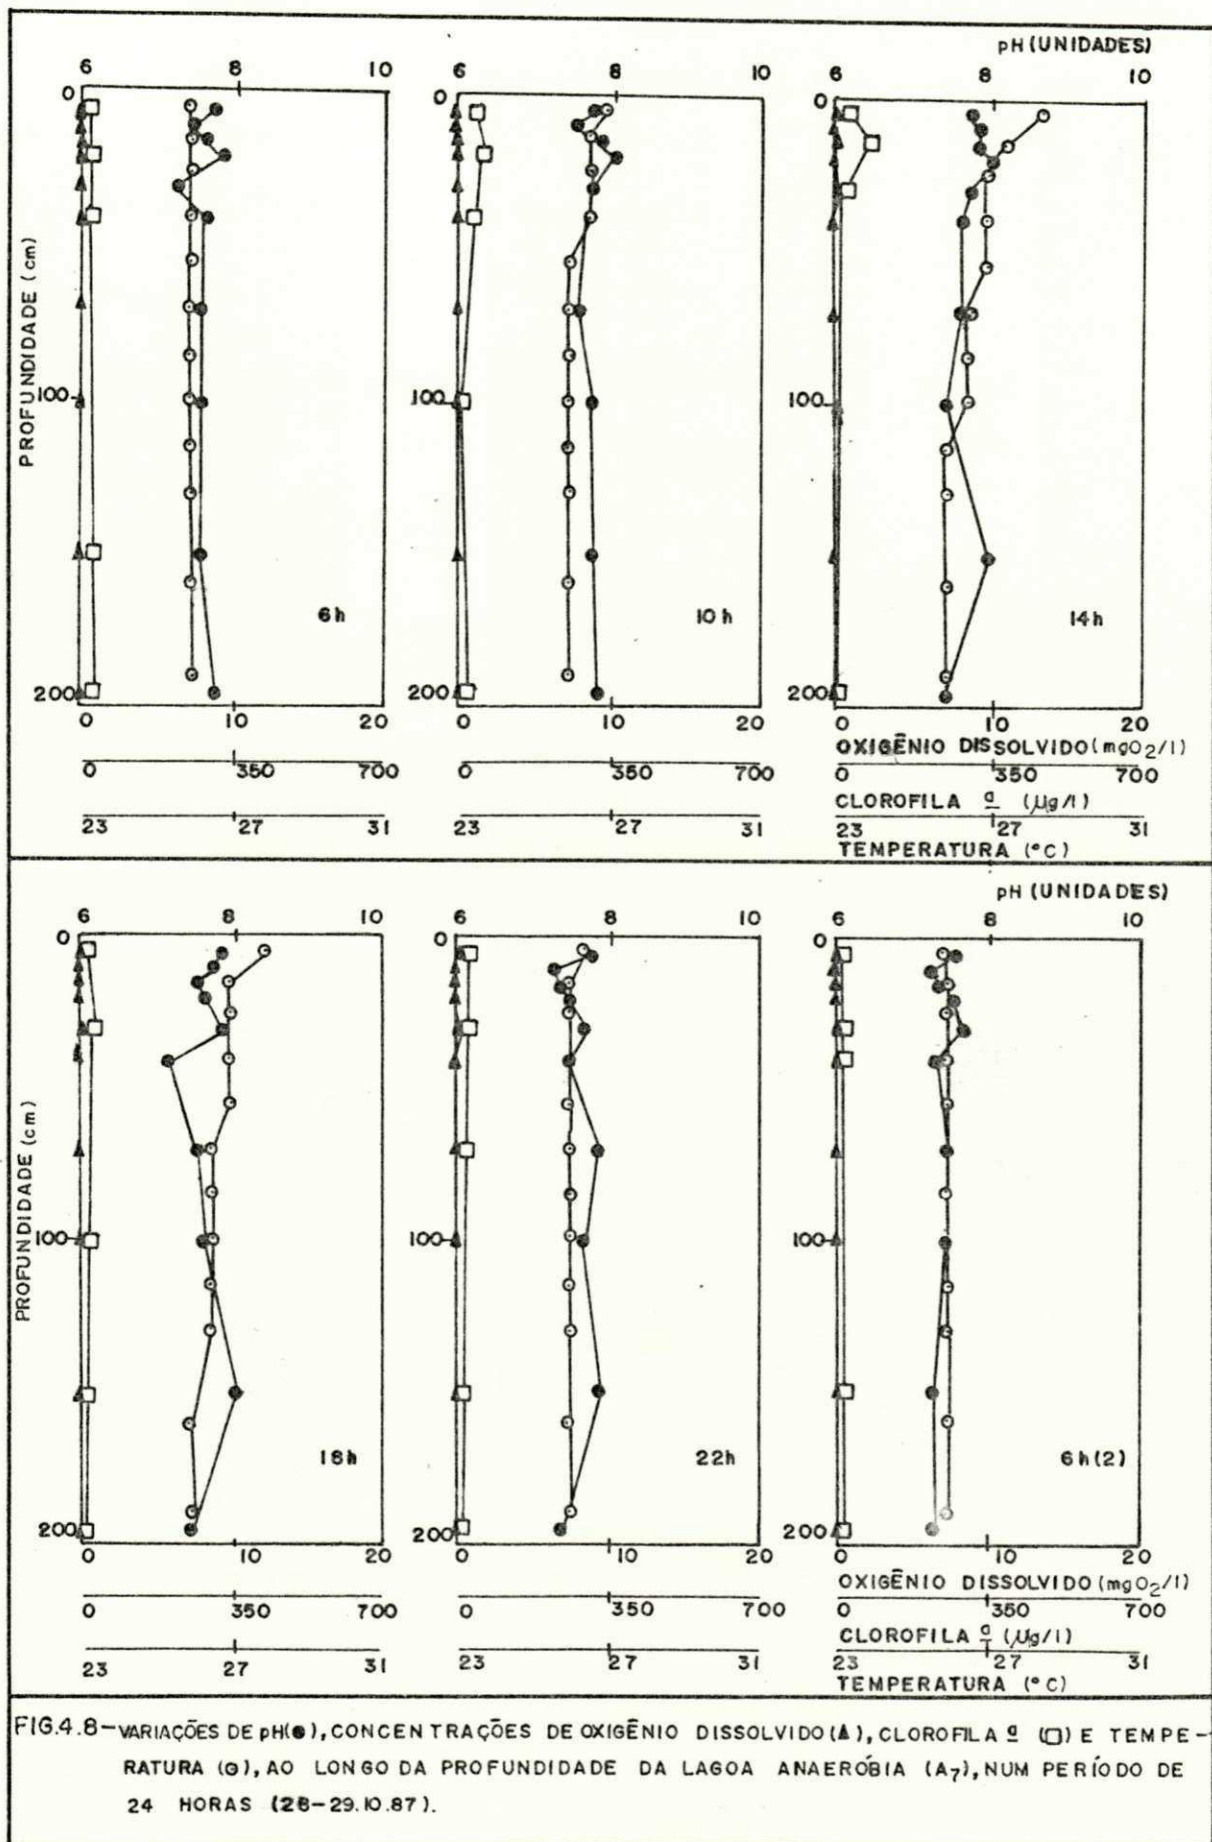 pH (UNIDADES)
6 8 10 6 8 10 6 8 10
0 0 0
PROFUNDIDADE (cm)
100 100 100
6h 10h 14h
200 200 200
0 10 20 0 10 20 0 10 20
OXIGÊNIO DISSOLVIDO (mgO2/l)
0 350 700 0 350 700 0 350 700
CLOROFILA a (µg/l)
23 27 31 23 27 31 23 27 31
TEMPERATURA (°C)
pH (UNIDADES)
6 8 10 6 8 10 6 8 10
0 0 0
PROFUNDIDADE (cm)
100 100 100
18h 22h 6h(2)
200 200 200
0 10 20 0 10 20 0 10 20
OXIGÊNIO DISSOLVIDO (mgO2/l)
0 350 700 0 350 700 0 350 700
CLOROFILA a (µg/l)
23 27 31 23 27 31 23 27 31
TEMPERATURA (°C)
FIG.4.8-VARIAÇÕES DE pH(●), CONCENTRAÇÕES DE OXIGÊNIO DISSOLVIDO (▲), CLOROFILA a (□) E TEMPE-
RATURA (⊙), AO LONGO DA PROFUNDIDADE DA LAGOA ANAERÓBIA (A7), NUM PERÍODO DE
24 HORAS (28-29.10.87).